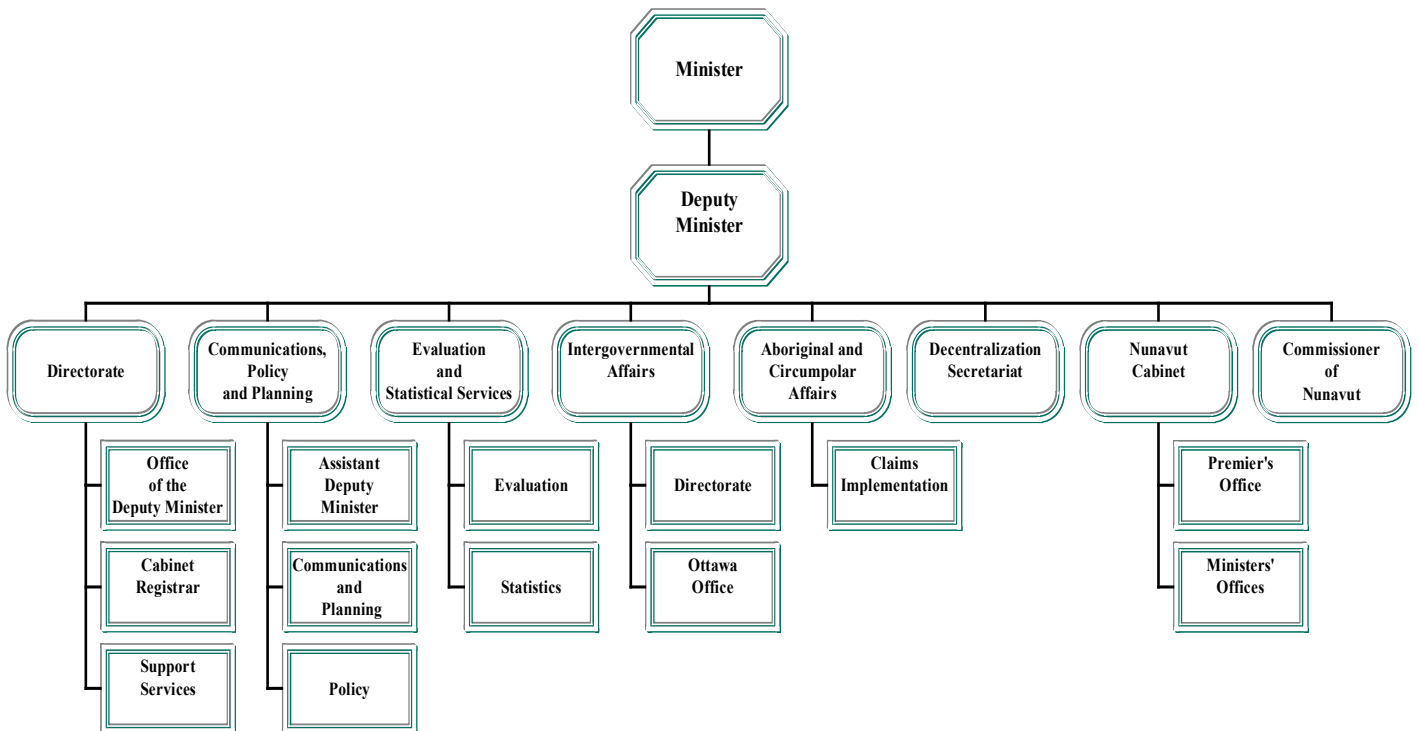 Minister
Deputy
Minister
Directorate
Communications,
Policy
and Planning
Evaluation
and
Statistical Services
Intergovernmental
Affairs
Aboriginal and
Circumpolar
Affairs
Decentralization
Secretariat
Nunavut
Cabinet
Commissioner
of
Nunavut
Office
of the
Deputy Minister
Assistant
Deputy
Minister
Evaluation
Directorate
Claims
Implementation
Premier's
Office
Cabinet
Registrar
Communications
and
Planning
Statistics
Ottawa
Office
Ministers'
Offices
Support
Services
Policy